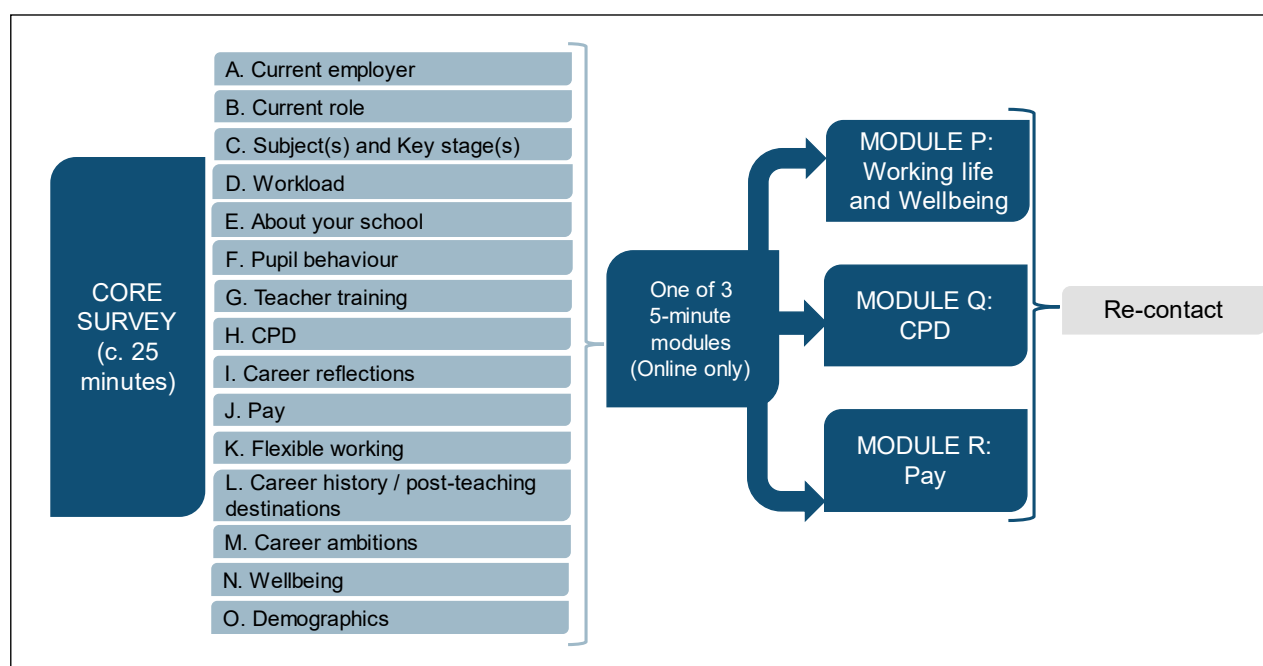 CORE
SURVEY
(c. 25
minutes)
A. Current employer
B. Current role
C. Subject(s) and Key stage(s)
D. Workload
E. About your school
F. Pupil behaviour
G. Teacher training
H. CPD
I. Career reflections
J. Pay
K. Flexible working
L. Career history / post-teaching
destinations
M. Career ambitions
N. Wellbeing
O. Demographics
One of 3
5-minute
modules
(Online only)
MODULE P:
Working life
and Wellbeing
MODULE Q:
CPD
MODULE R:
Pay
Re-contact